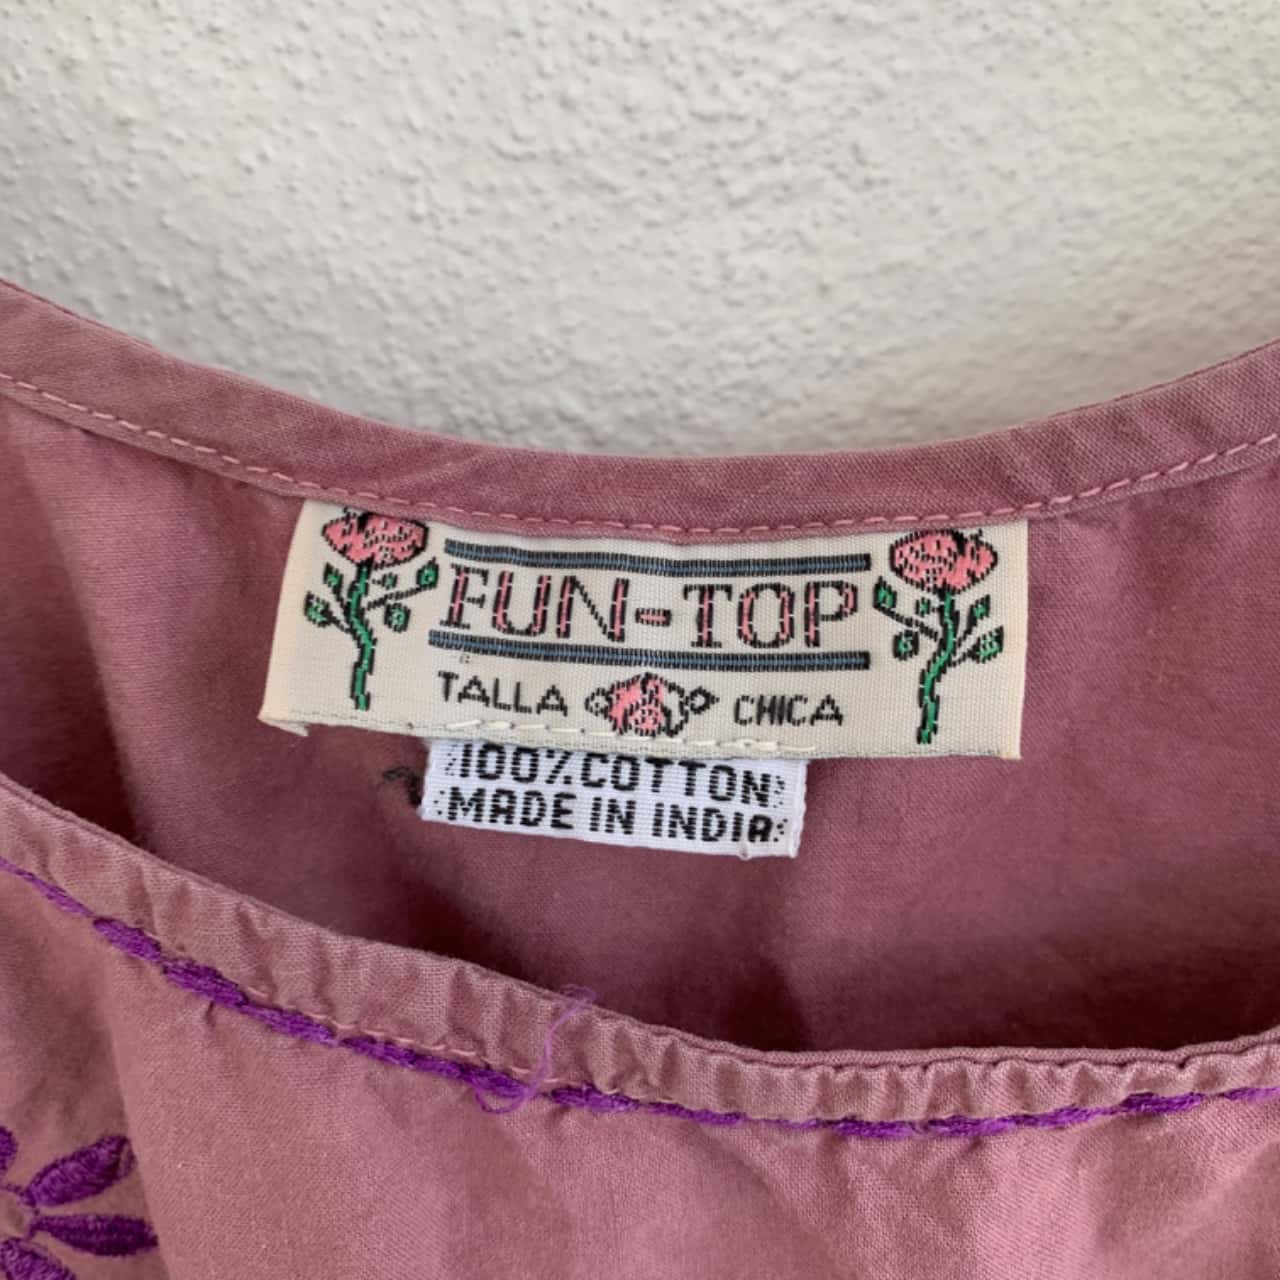 FUN-TOP
TALLA CHICA
100% COTTON
MADE IN INDIA